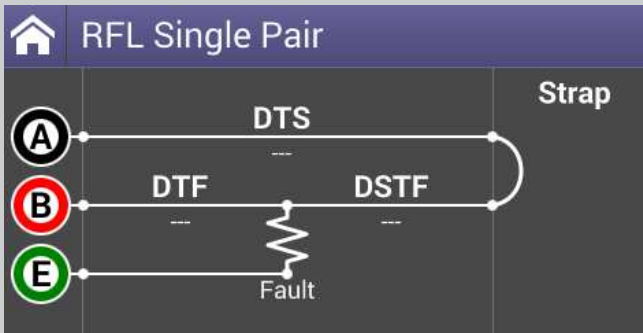 RFL Single Pair
Strap
A
DTS
---
B
DTF
DSTF
---
---
E
Fault